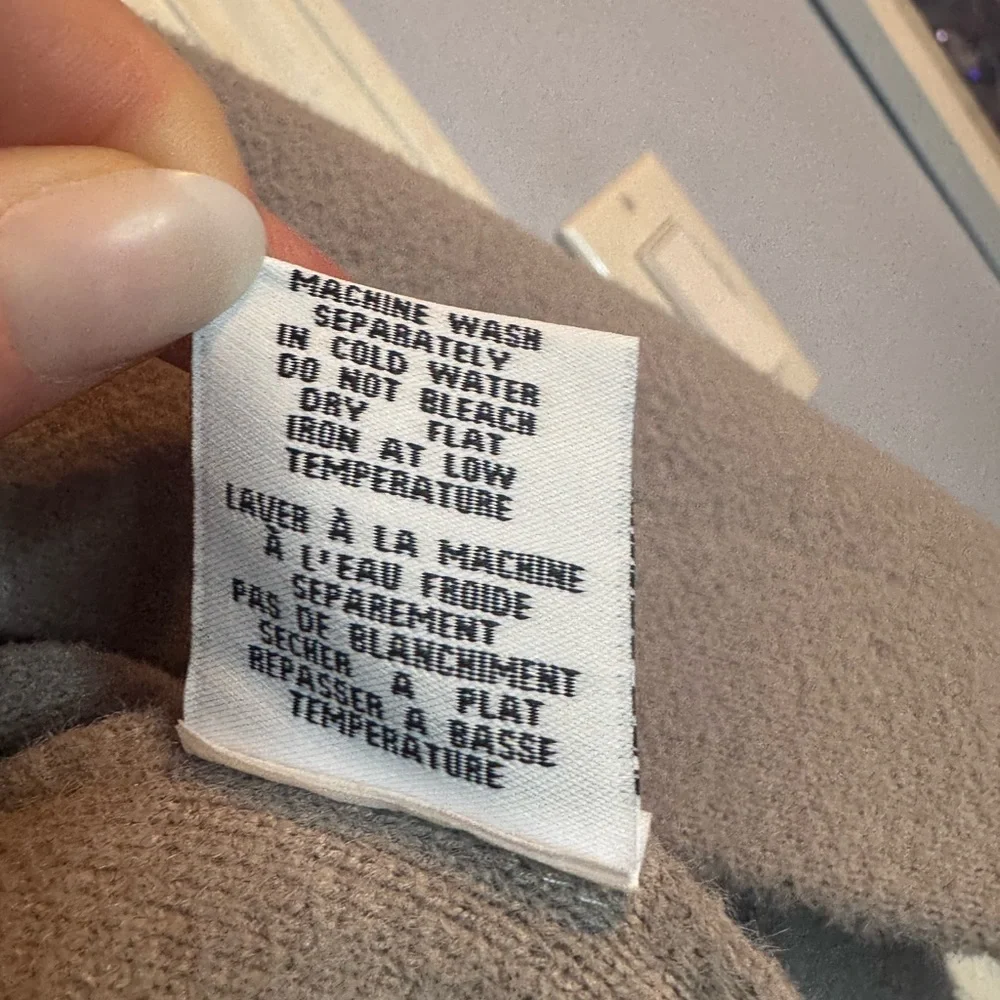 MACHINE WASH
SEPARATELY
IN COLD WATER
DO NOT BLEACH
DRY FLAT
IRON AT LOW
TEMPERATURE
LAVER À LA MACHINE
À L'EAU FROIDE
SEPAREMENT
PAS DE BLANCHIMENT
SECHER A PLAT
REPASSER A BASSE
TEMPERATURE